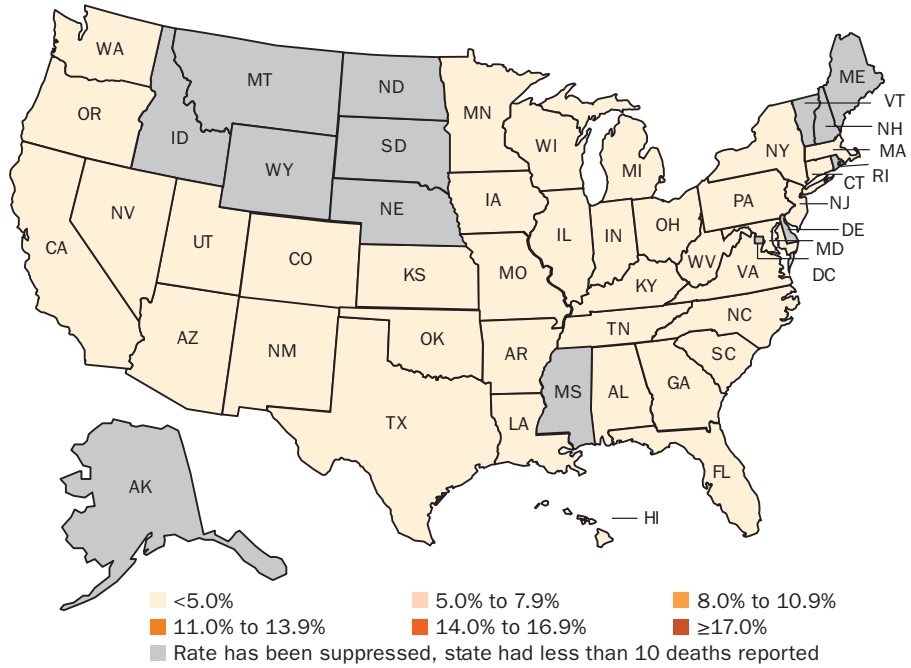 WA
MT
ND
MN
ME
VT
OR
ID
SD
WI
NH
WY
MI
NY
MA
RI
CT
NE
IA
PA
NJ
NV
UT
CO
IL
IN
OH
DE
MD
DC
CA
KS
MO
WV
VA
KY
AZ
NM
OK
AR
TN
NC
SC
MS
AL
GA
TX
LA
FL
AK
HI
<5.0% 5.0% to 7.9% 8.0% to 10.9%
11.0% to 13.9% 14.0% to 16.9% ≥17.0%
Rate has been suppressed, state had less than 10 deaths reported